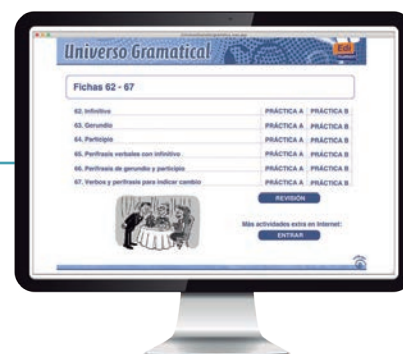 Universo Gramatical
Edi
Fichas 62 - 67
62. Infinitivo PRÁCTICA A PRÁCTICA B
63. Gerundio PRÁCTICA A PRÁCTICA B
64. Participio PRÁCTICA A PRÁCTICA B
65. Perífrasis verbales con infinitivo PRÁCTICA A PRÁCTICA B
66. Perífrasis de gerundio y participio PRÁCTICA A PRÁCTICA B
67. Verbos y perífrasis para indicar cambio PRÁCTICA A PRÁCTICA B
REVISIÓN
Más actividades extra en Internet:
ENTRAR